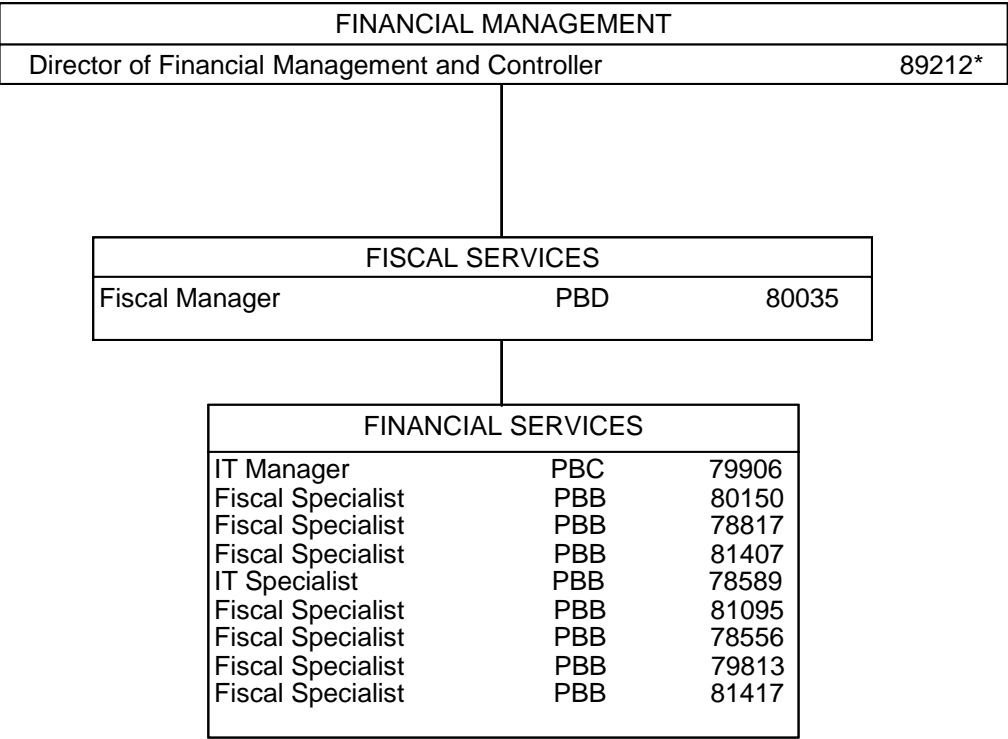 FINANCIAL MANAGEMENT
Director of Financial Management and Controller 89212*
FISCAL SERVICES
Fiscal Manager PBD 80035
FINANCIAL SERVICES
IT Manager PBC 79906
Fiscal Specialist PBB 80150
Fiscal Specialist PBB 78817
Fiscal Specialist PBB 81407
IT Specialist PBB 78589
Fiscal Specialist PBB 81095
Fiscal Specialist PBB 78556
Fiscal Specialist PBB 79813
Fiscal Specialist PBB 81417